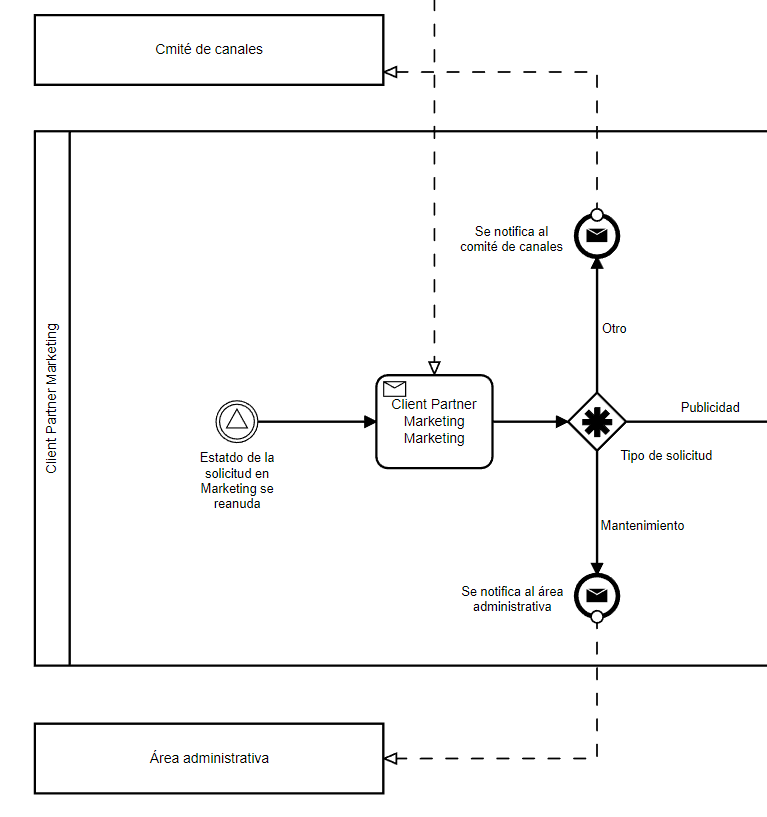 Cmité de canales
Client Partner Marketing
Se notifica al
comité de canales
Otro
Client Partner
Marketing
Marketing
Publicidad
Tipo de solicitud
Estatdo de la
solicitud en
Marketing se
reanuda
Mantenimiento
Se notifica al área
administrativa
Área administrativa